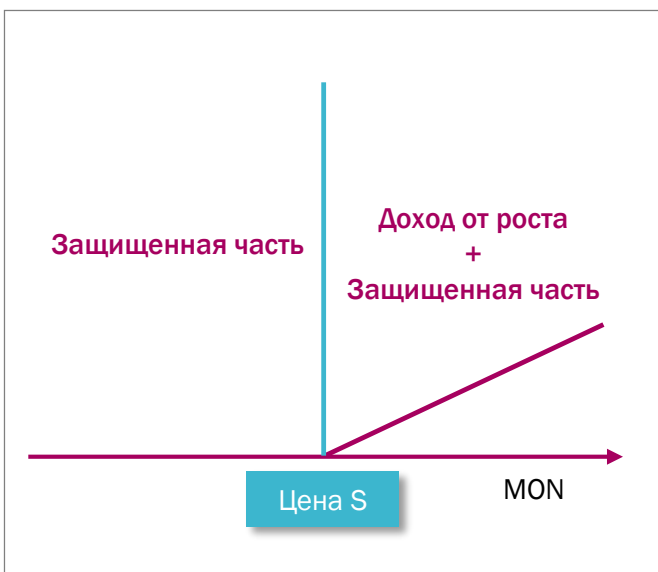 Защищенная часть
Доход от роста
+
Защищенная часть
Цена S
MON